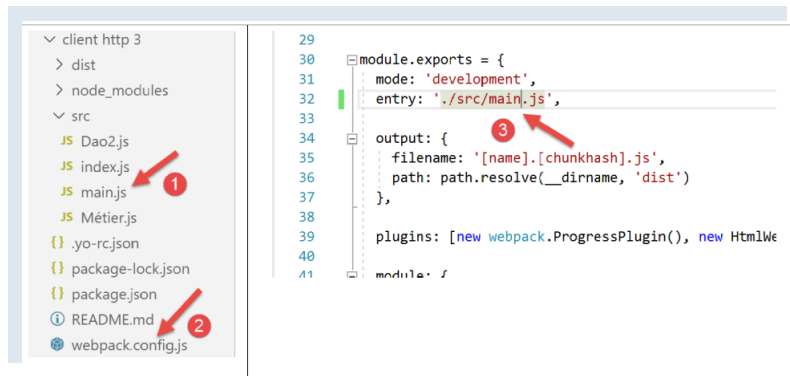 client http 3
dist
node_modules
src
JS Dao2.js
JS index.js
JS main.js
1
JS Métier.js
{} .yo-rc.json
{} package-lock.json
{} package.json
README.md
2
webpack.config.js
29
30 module.exports = {
31 mode: 'development',
32 entry: './src/main.js',
33
3
34 output: {
35 filename: '[name].[chunkhash].js',
36 path: path.resolve(__dirname, 'dist')
37 },
38
39 plugins: [new webpack.ProgressPlugin(), new HtmlWe
40
41 module: {